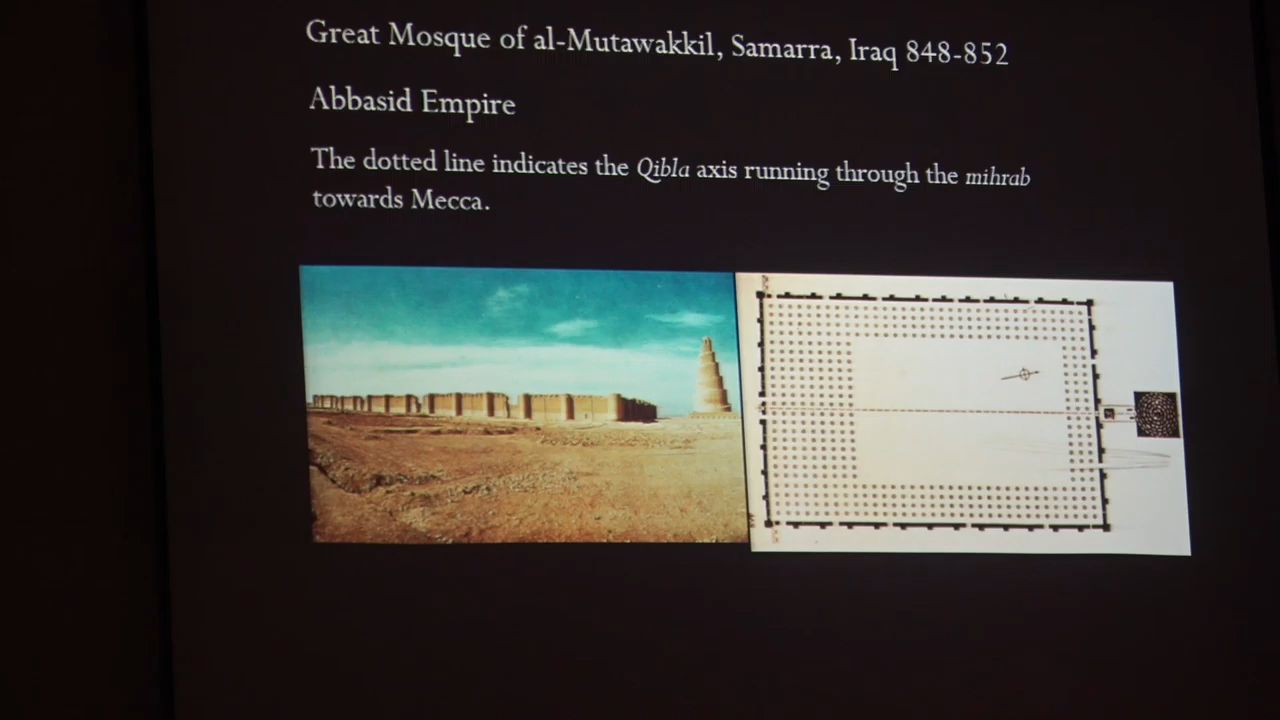 Great Mosque of al-Mutawakkil, Samarra, Iraq 848-852
Abbasid Empire
The dotted line indicates the Qibla axis running through the mihrab
towards Mecca.